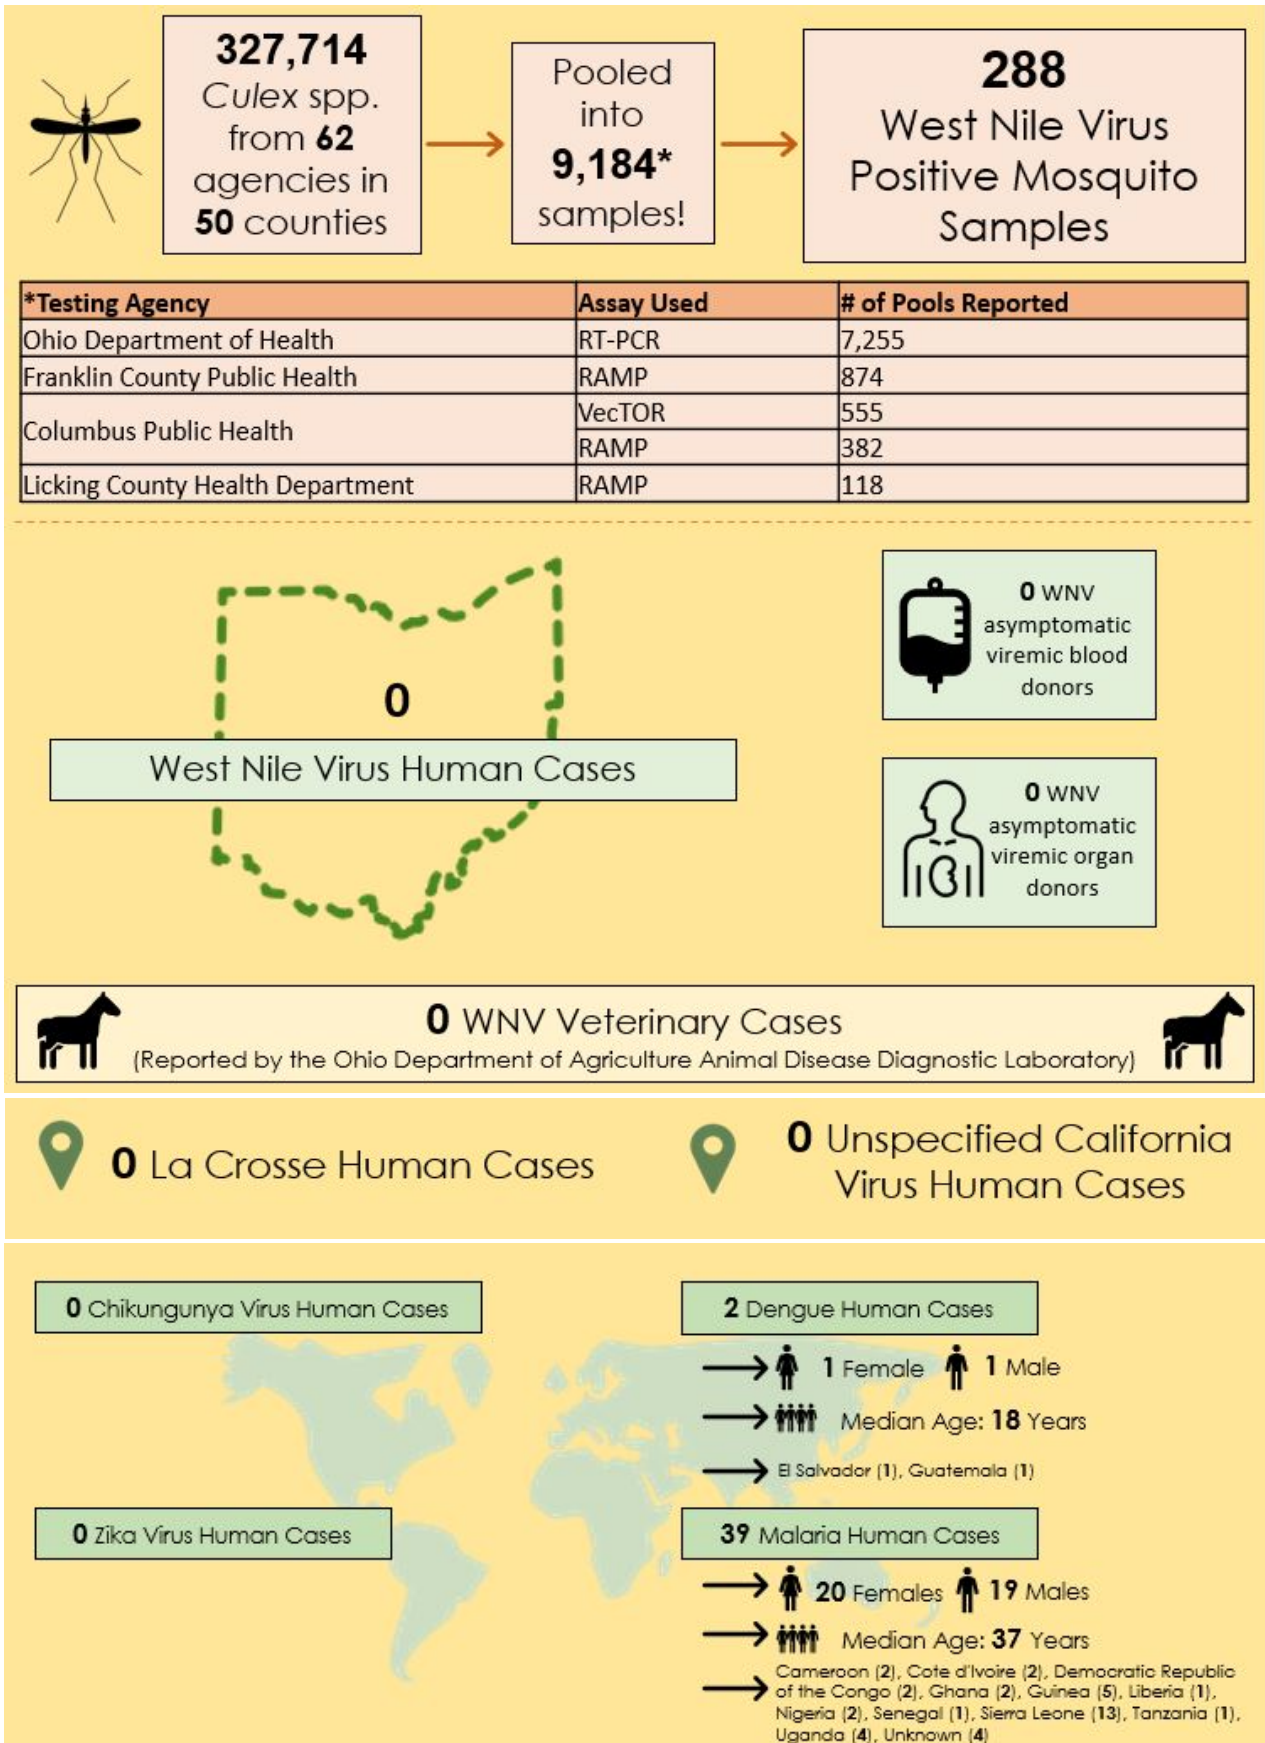 327,714
Culex spp.
from 62
agencies in
50 counties
Pooled
into
9,184*
samples!
288
West Nile Virus
Positive Mosquito
Samples
*Testing Agency Assay Used # of Pools Reported
Ohio Department of Health RT-PCR 7,255
Franklin County Public Health RAMP 874
Columbus Public Health VecTOR 555
RAMP 382
Licking County Health Department RAMP 118
0
West Nile Virus Human Cases
0 WNV
asymptomatic
viremic blood
donors
0 WNV
asymptomatic
viremic organ
donors
0 WNV Veterinary Cases
(Reported by the Ohio Department of Agriculture Animal Disease Diagnostic Laboratory)
0 La Crosse Human Cases
0 Unspecified California
Virus Human Cases
0 Chikungunya Virus Human Cases
2 Dengue Human Cases
1 Female 1 Male
Median Age: 18 Years
El Salvador (1), Guatemala (1)
0 Zika Virus Human Cases
39 Malaria Human Cases
20 Females 19 Males
Median Age: 37 Years
Cameroon (2), Cote d'Ivoire (2), Democratic Republic
of the Congo (2), Ghana (2), Guinea (5), Liberia (1),
Nigeria (2), Senegal (1), Sierra Leone (13), Tanzania (1),
Uganda (4), Unknown (4)